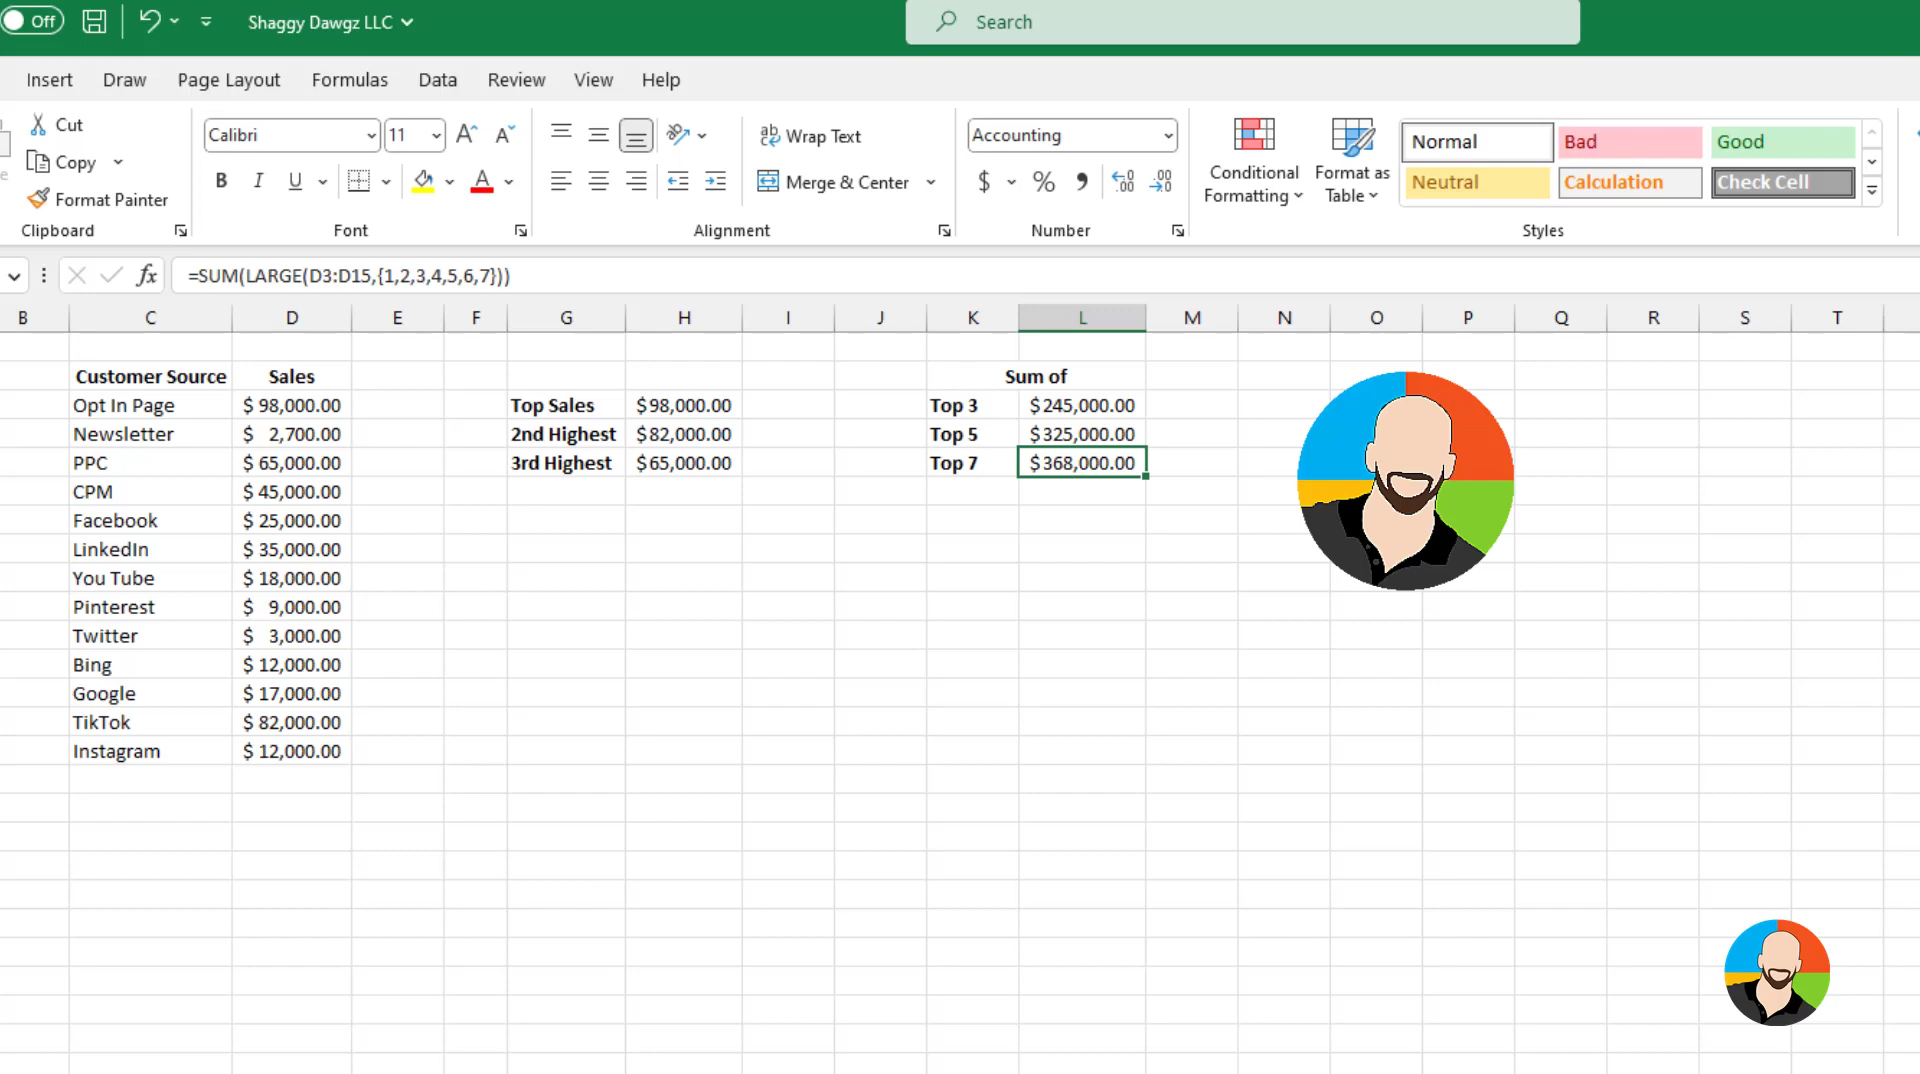 Off
Shaggy Dawgz LLC
Search
Insert Draw Page Layout Formulas Data Review View Help
Cut
Copy
Format Painter
Clipboard
Calibri 11
B I U A
Font
ab Wrap Text
Merge & Center
Alignment
Accounting
$ % 9 .00 .00
Number
Conditional Formatting
Format as Table
Normal Bad Good
Neutral Calculation Check Cell
Styles
fx =SUM(LARGE(D3:D15,{1,2,3,4,5,6,7}))
B C D E F G H I J K L M N O P Q R S T
Customer Source Sales Sum of
Opt In Page $ 98,000.00 Top Sales $98,000.00 Top 3 $245,000.00
Newsletter $ 2,700.00 2nd Highest $82,000.00 Top 5 $325,000.00
PPC $ 65,000.00 3rd Highest $65,000.00 Top 7 $368,000.00
CPM $ 45,000.00
Facebook $ 25,000.00
LinkedIn $ 35,000.00
You Tube $ 18,000.00
Pinterest $ 9,000.00
Twitter $ 3,000.00
Bing $ 12,000.00
Google $ 17,000.00
TikTok $ 82,000.00
Instagram $ 12,000.00